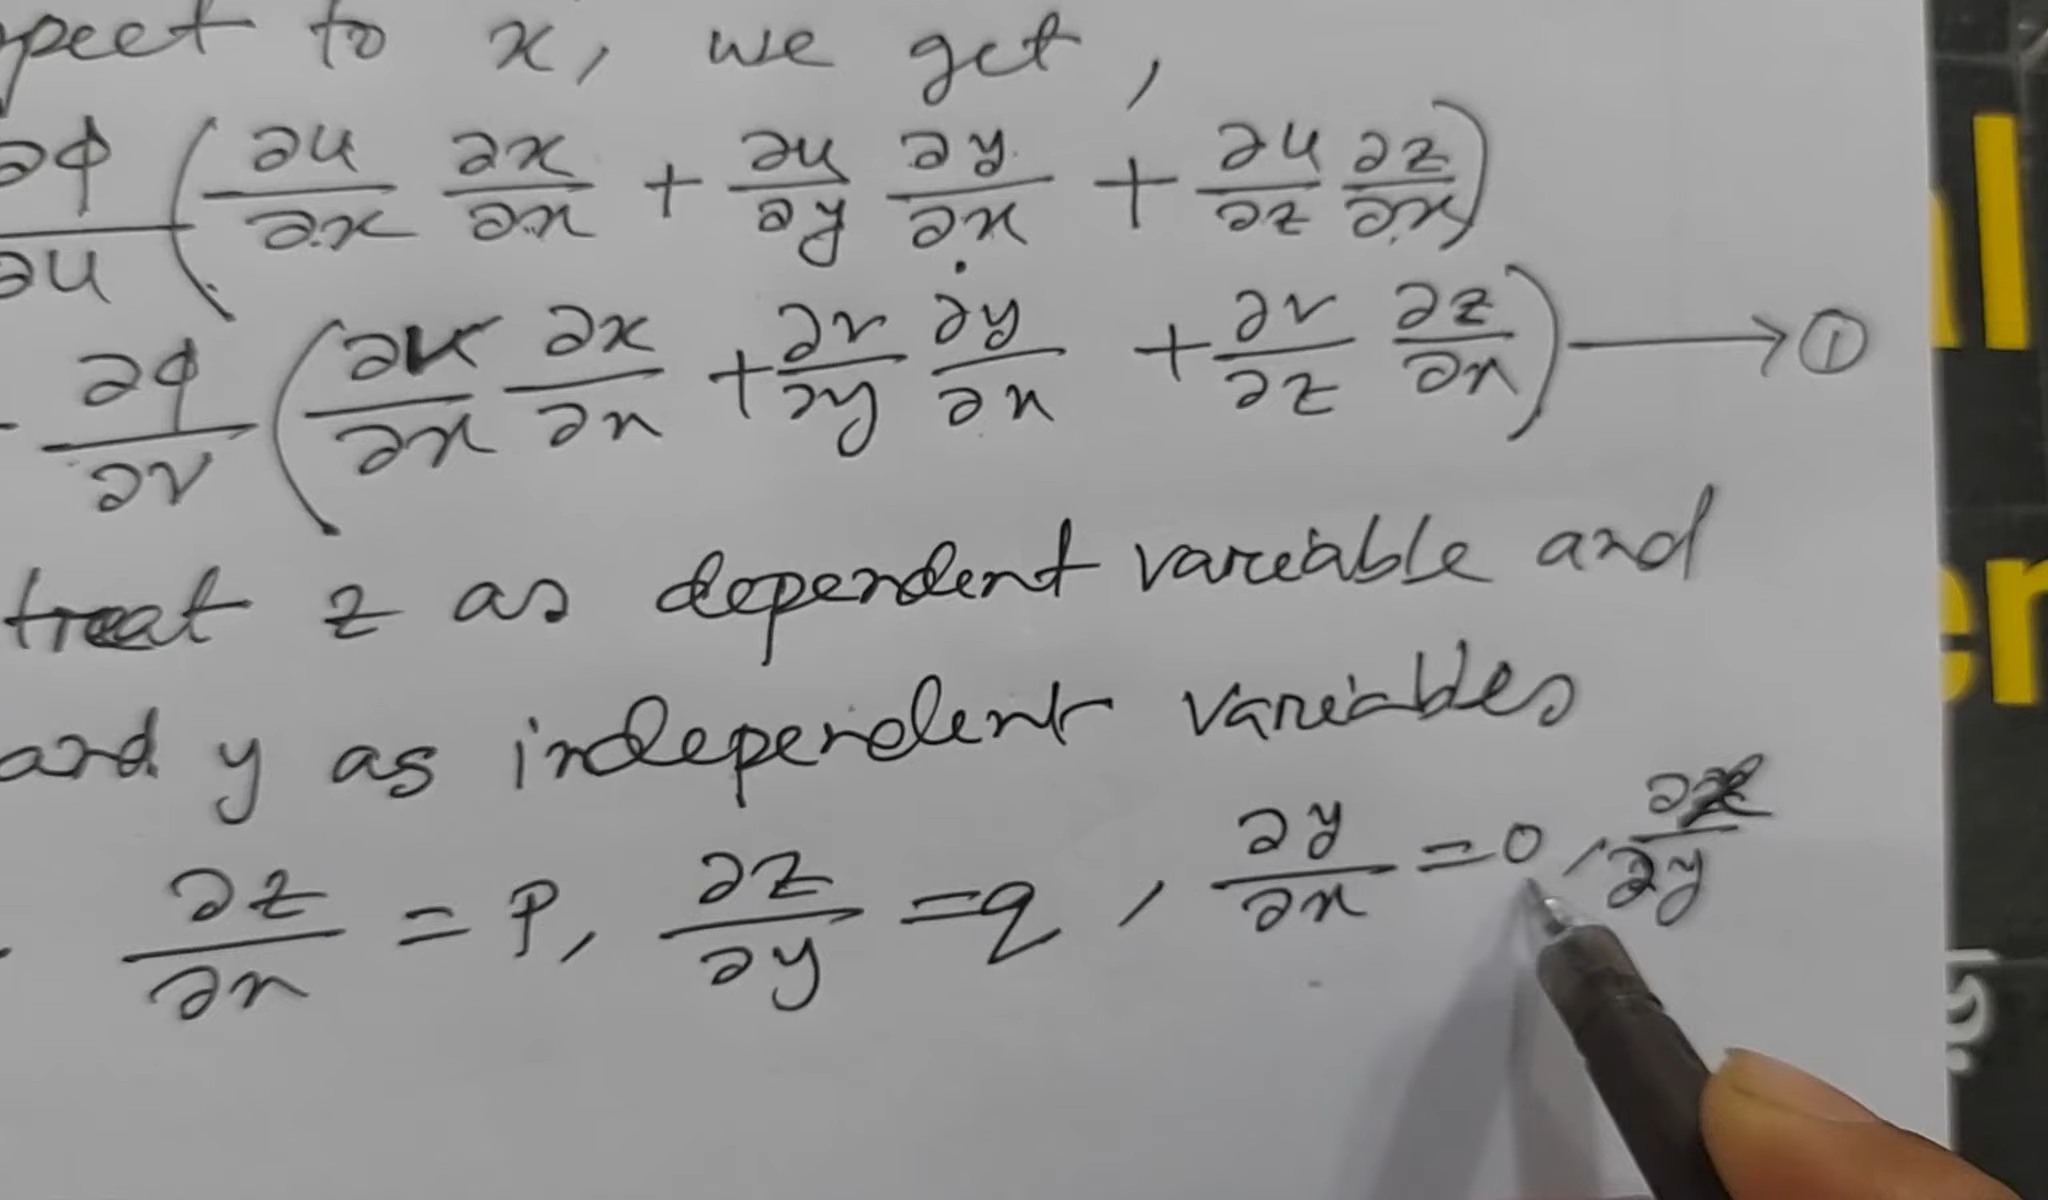 pect to x, we get,
∂φ/∂u (∂u/∂x ∂x/∂x + ∂u/∂y ∂y/∂x + ∂u/∂z ∂z/∂x)
∂φ/∂v (∂v/∂x ∂x/∂x + ∂v/∂y ∂y/∂x + ∂v/∂z ∂z/∂x) → ①
treat z as dependent variable and
and y as independent variables
∂z/∂x = P, ∂z/∂y = q, ∂y/∂x = 0, ∂x/∂y